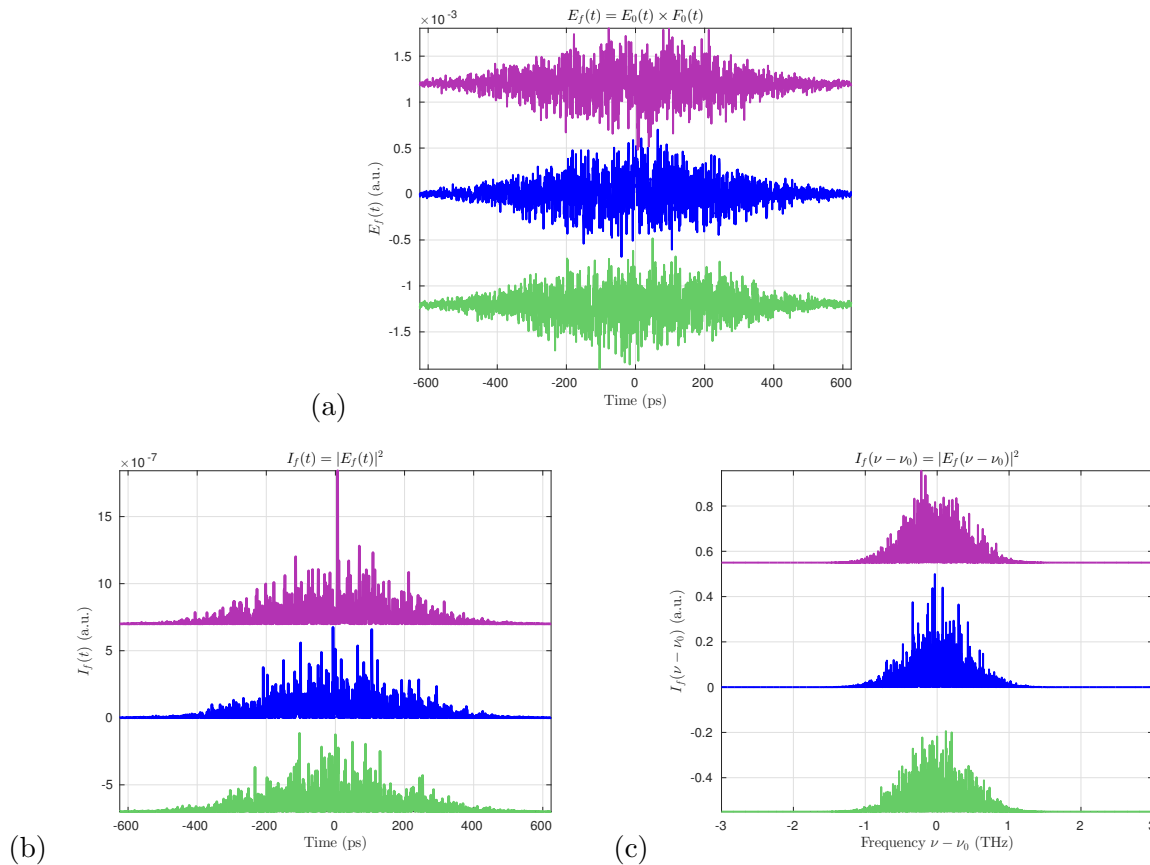 ×10⁻³
E_f(t) = E_0(t) × F_0(t)
1.5
1
0.5
0
-0.5
-1
-1.5
E_f(t) (a.u.)
-600 -400 -200 0 200 400 600
Time (ps)
(a)
×10⁻⁷
I_f(t) = |E_f(t)|²
15
10
5
0
-5
I_f(t) (a.u.)
-600 -400 -200 0 200 400 600
Time (ps)
(b)
I_f(ν − ν_0) = |E_f(ν − ν_0)|²
0.8
0.6
0.4
0.2
0
-0.2
-0.4
I_f(ν − ν_0) (a.u.)
-3 -2 -1 0 1 2 3
Frequency ν − ν_0 (THz)
(c)